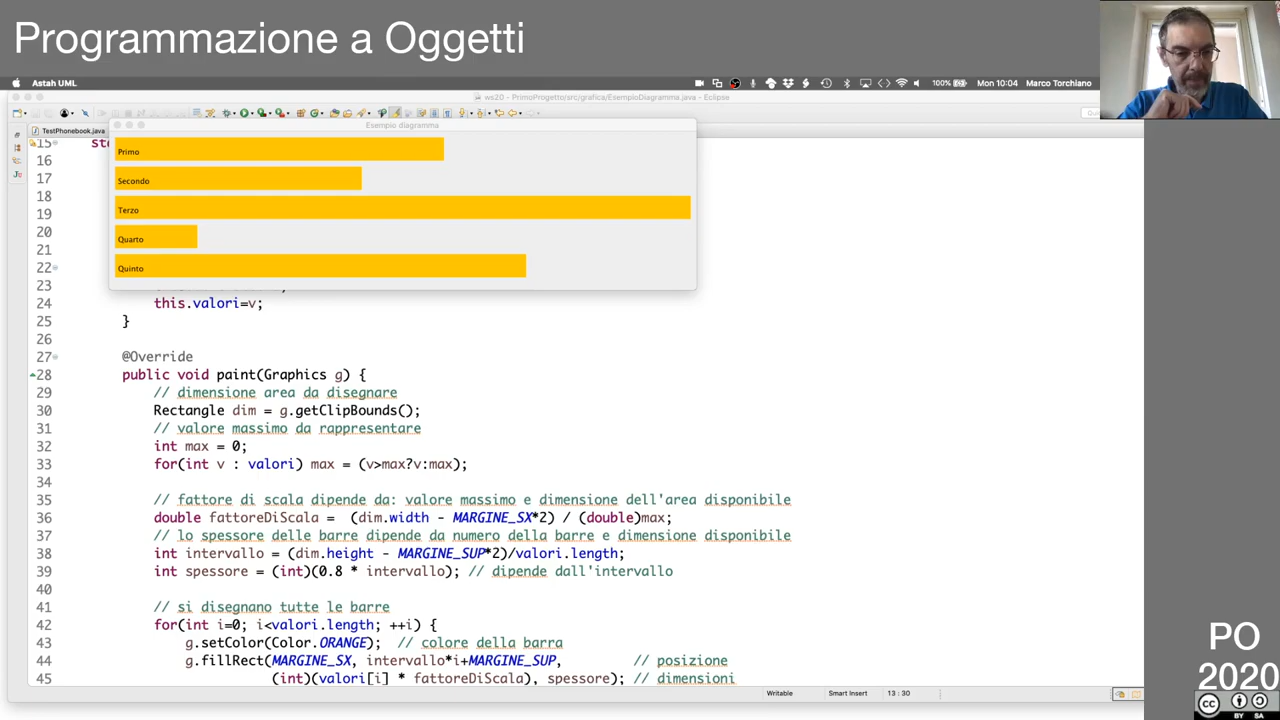 Programmazione a Oggetti
Astah UML
100%
Mon 10:04
Marco Torchiano
ws20 - PrimoProgetto/src/grafica/EsempioDiagramma.java - Eclipse
TestPhonebook.java
Esempio diagramma
Primo
Secondo
Terzo
Quarto
Quinto
15
16
17
18
19
20
21
22
23
24 this.valori=v;
25 }
26
27 @Override
28 public void paint(Graphics g) {
29 // dimensione area da disegnare
30 Rectangle dim = g.getClipBounds();
31 // valore massimo da rappresentare
32 int max = 0;
33 for(int v : valori) max = (v>max?v:max);
34
35 // fattore di scala dipende da: valore massimo e dimensione dell'area disponibile
36 double fattoreDiScala = (dim.width - MARGINE_SX*2) / (double)max;
37 // lo spessore delle barre dipende da numero della barre e dimensione disponibile
38 int intervallo = (dim.height - MARGINE_SUP*2)/valori.length;
39 int spessore = (int)(0.8 * intervallo); // dipende dall'intervallo
40
41 // si disegnano tutte le barre
42 for(int i=0; i<valori.length; ++i) {
43 g.setColor(Color.ORANGE); // colore della barra
44 g.fillRect(MARGINE_SX, intervallo*i+MARGINE_SUP, // posizione
45 (int)(valori[i] * fattoreDiScala), spessore); // dimensioni
Writable
Smart Insert
13 : 30
PO
2020
CC
BY
SA